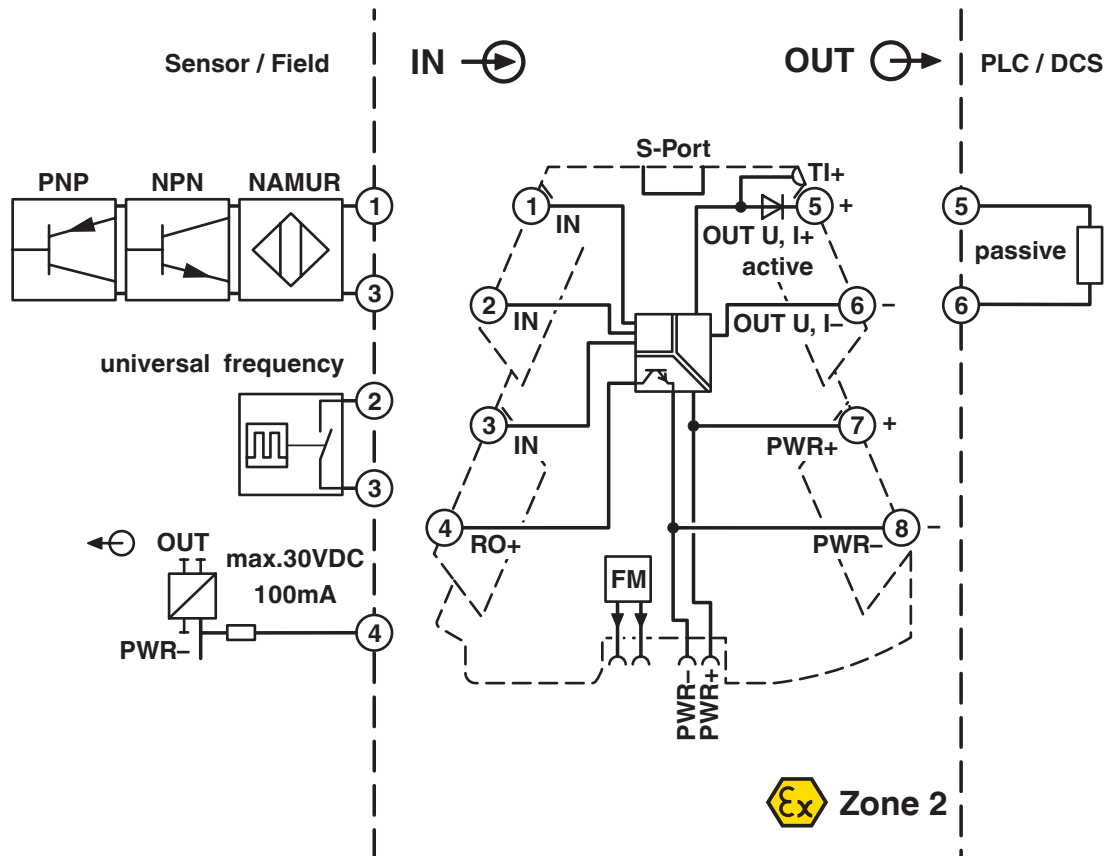 Sensor / Field
IN
OUT
PLC / DCS
S-Port
TI+
PNP NPN NAMUR
1
3
1
IN
5 +
OUT U, I+
active
5
passive
6
2
IN
6 –
OUT U, I–
universal frequency
2
3
3
IN
7 +
PWR+
4
RO+
8 –
PWR–
OUT
max.30VDC
100mA
PWR–
4
FM
PWR–
PWR+
Ex Zone 2